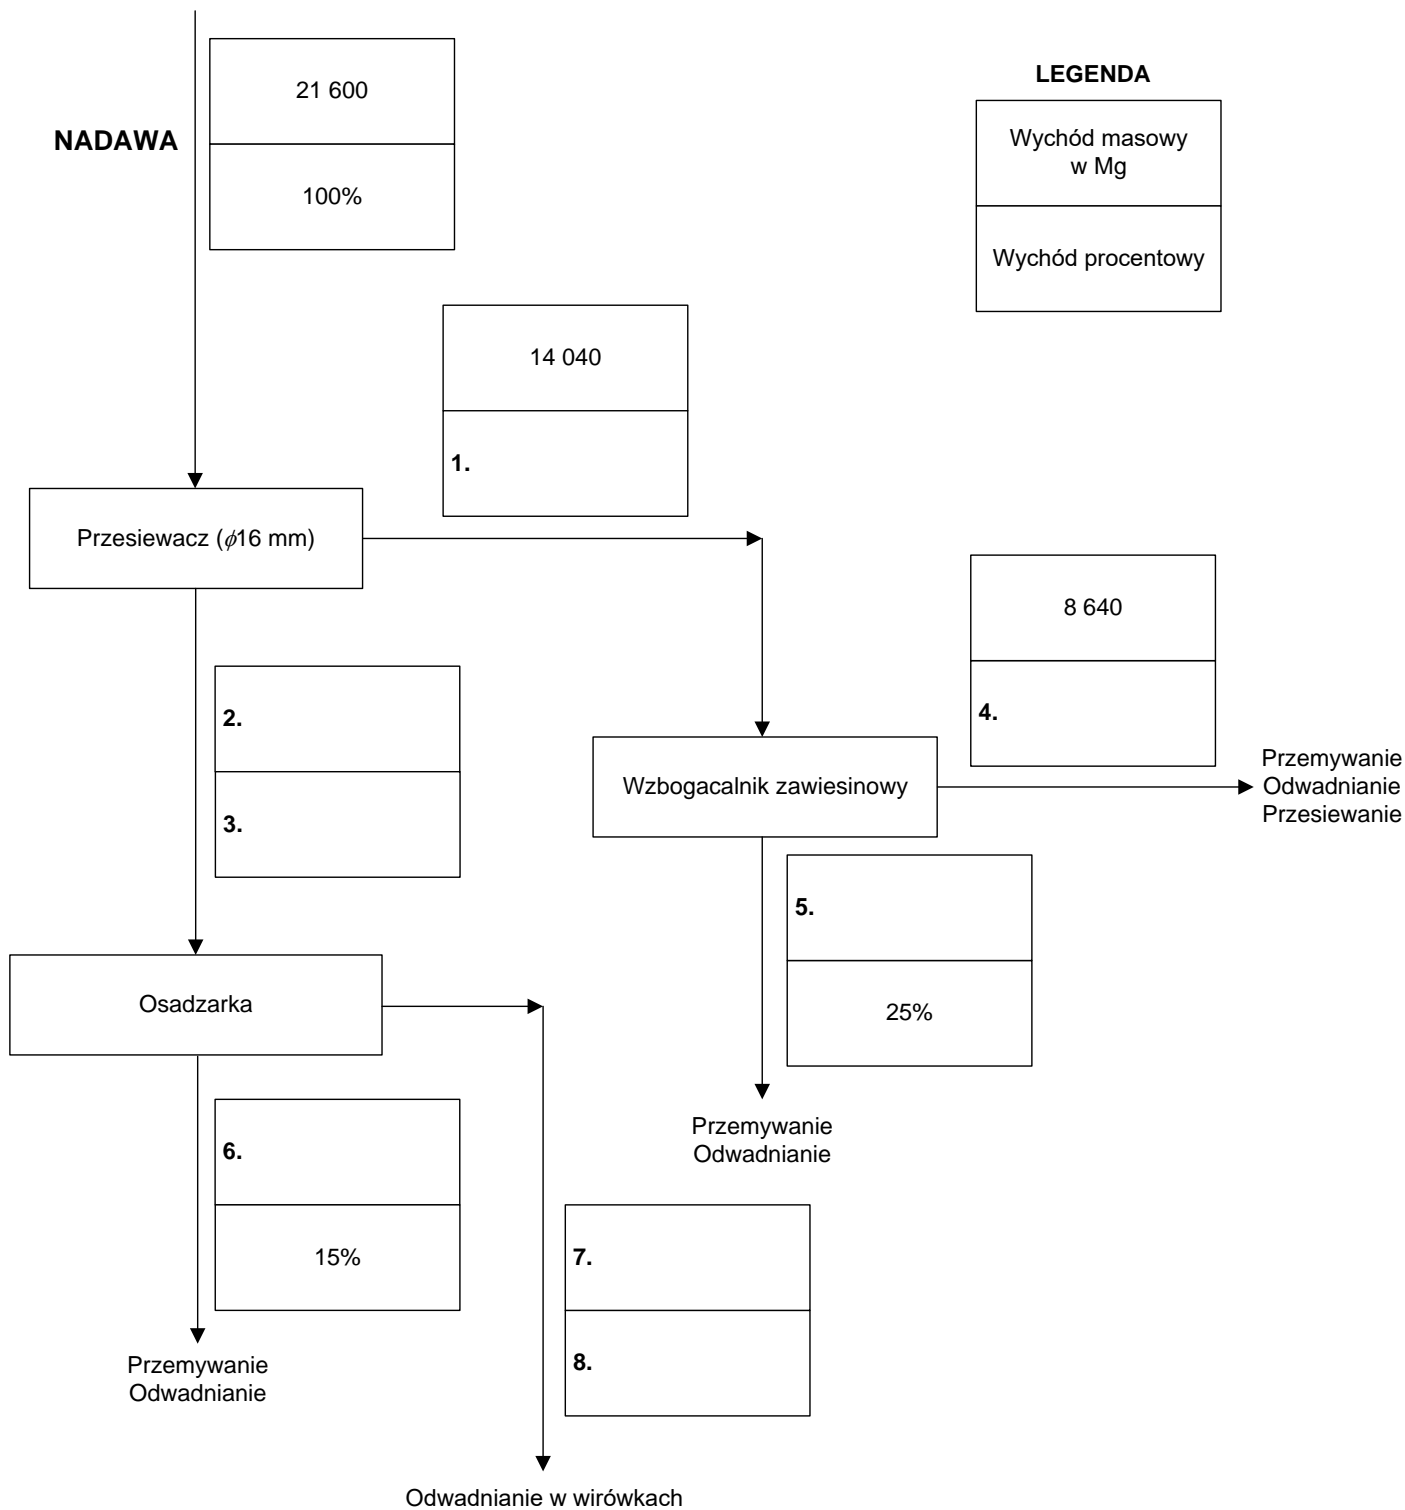 21 600
NADAWA
100%
LEGENDA
Wychód masowy
w Mg
Wychód procentowy
14 040
1.
Przesiewacz (ϕ16 mm)
8 640
4.
2.
3.
Wzbogacalnik zawiesinowy
Przemywanie
Odwadnianie
Przesiewanie
5.
25%
Osadzarka
Przemywanie
Odwadnianie
6.
15%
7.
8.
Przemywanie
Odwadnianie
Odwadnianie w wirówkach